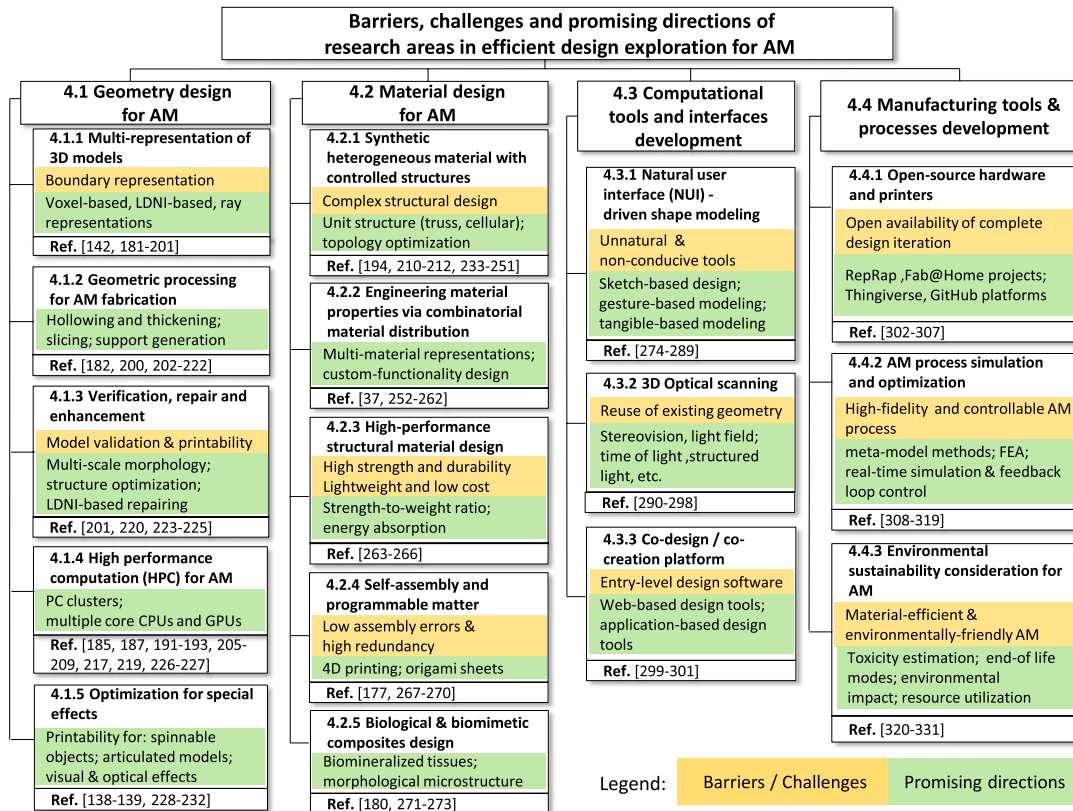 Barriers, challenges and promising directions of
research areas in efficient design exploration for AM
4.1 Geometry design
for AM
4.1.1 Multi-representation of
3D models
Boundary representation
Voxel-based, LDNI-based, ray
representations
Ref. [142, 181-201]
4.1.2 Geometric processing
for AM fabrication
Hollowing and thickening;
slicing; support generation
Ref. [182, 200, 202-222]
4.1.3 Verification, repair and
enhancement
Model validation & printability
Multi-scale morphology;
structure optimization;
LDNI-based repairing
Ref. [201, 220, 223-225]
4.1.4 High performance
computation (HPC) for AM
PC clusters;
multiple core CPUs and GPUs
Ref. [185, 187, 191-193, 205-
209, 217, 219, 226-227]
4.1.5 Optimization for special
effects
Printability for: spinnable
objects; articulated models;
visual & optical effects
Ref. [138-139, 228-232]
4.2 Material design
for AM
4.2.1 Synthetic
heterogeneous material with
controlled structures
Complex structural design
Unit structure (truss, cellular);
topology optimization
Ref. [194, 210-212, 233-251]
4.2.2 Engineering material
properties via combinatorial
material distribution
Multi-material representations;
custom-functionality design
Ref. [37, 252-262]
4.2.3 High-performance
structural material design
High strength and durability
Lightweight and low cost
Strength-to-weight ratio;
energy absorption
Ref. [263-266]
4.2.4 Self-assembly and
programmable matter
Low assembly errors &
high redundancy
4D printing; origami sheets
Ref. [177, 267-270]
4.2.5 Biological & biomimetic
composites design
Biomineralized tissues;
morphological microstructure
Ref. [180, 271-273]
4.3 Computational
tools and interfaces
development
4.3.1 Natural user
interface (NUI) -
driven shape modeling
Unnatural &
non-conducive tools
Sketch-based design;
gesture-based modeling;
tangible-based modeling
Ref. [274-289]
4.3.2 3D Optical scanning
Reuse of existing geometry
Stereovision, light field;
time of light ,structured
light, etc.
Ref. [290-298]
4.3.3 Co-design / co-
creation platform
Entry-level design software
Web-based design tools;
application-based design
tools
Ref. [299-301]
4.4 Manufacturing tools &
processes development
4.4.1 Open-source hardware
and printers
Open availability of complete
design iteration
RepRap ,Fab@Home projects;
Thingiverse, GitHub platforms
Ref. [302-307]
4.4.2 AM process simulation
and optimization
High-fidelity and controllable AM
process
meta-model methods; FEA;
real-time simulation & feedback
loop control
Ref. [308-319]
4.4.3 Environmental
sustainability consideration for
AM
Material-efficient &
environmentally-friendly AM
Toxicity estimation; end-of life
modes; environmental
impact; resource utilization
Ref. [320-331]
Legend:
Barriers / Challenges
Promising directions